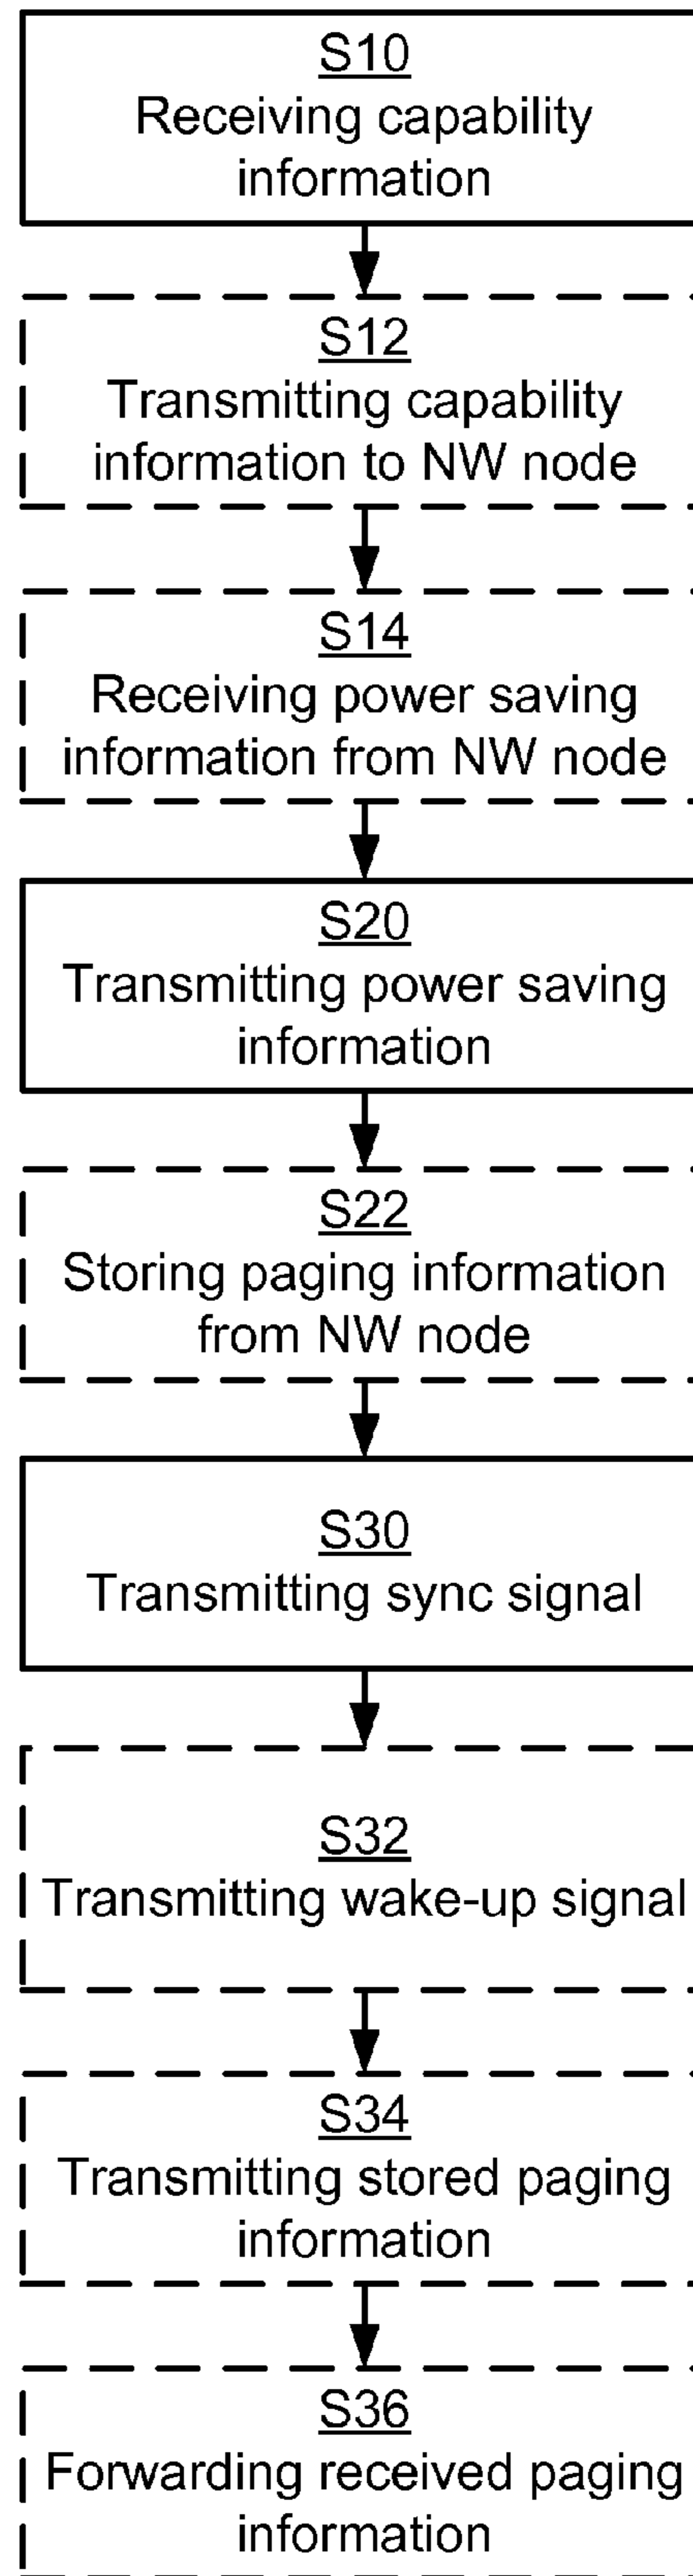 S10
Receiving capability
information
S12
Transmitting capability
information to NW node
S14
Receiving power saving
information from NW node
S20
Transmitting power saving
information
S22
Storing paging information
from NW node
S30
Transmitting sync signal
S32
Transmitting wake-up signal
S34
Transmitting stored paging
information
S36
Forwarding received paging
information